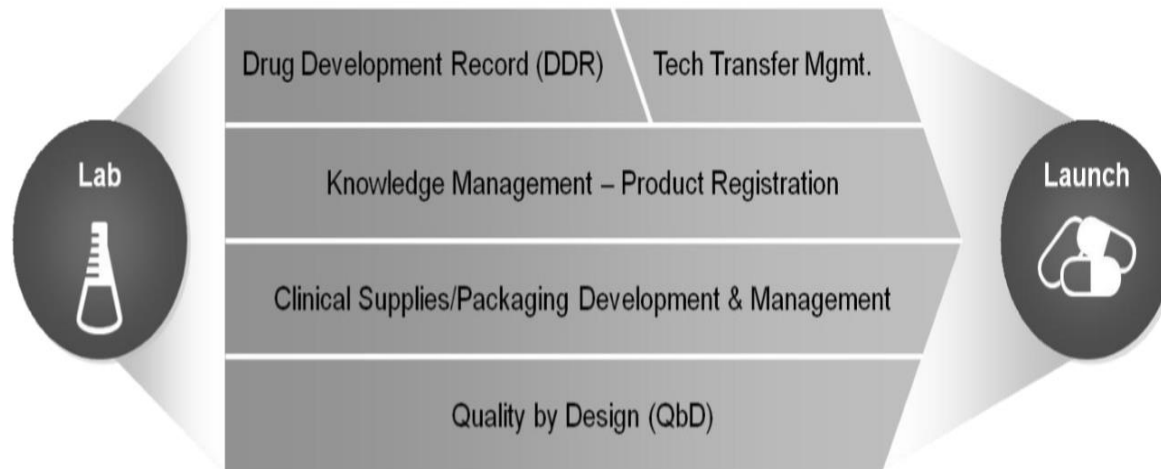 Drug Development Record (DDR)
Tech Transfer Mgmt.
Lab
Knowledge Management – Product Registration
Launch
Clinical Supplies/Packaging Development & Management
Quality by Design (QbD)